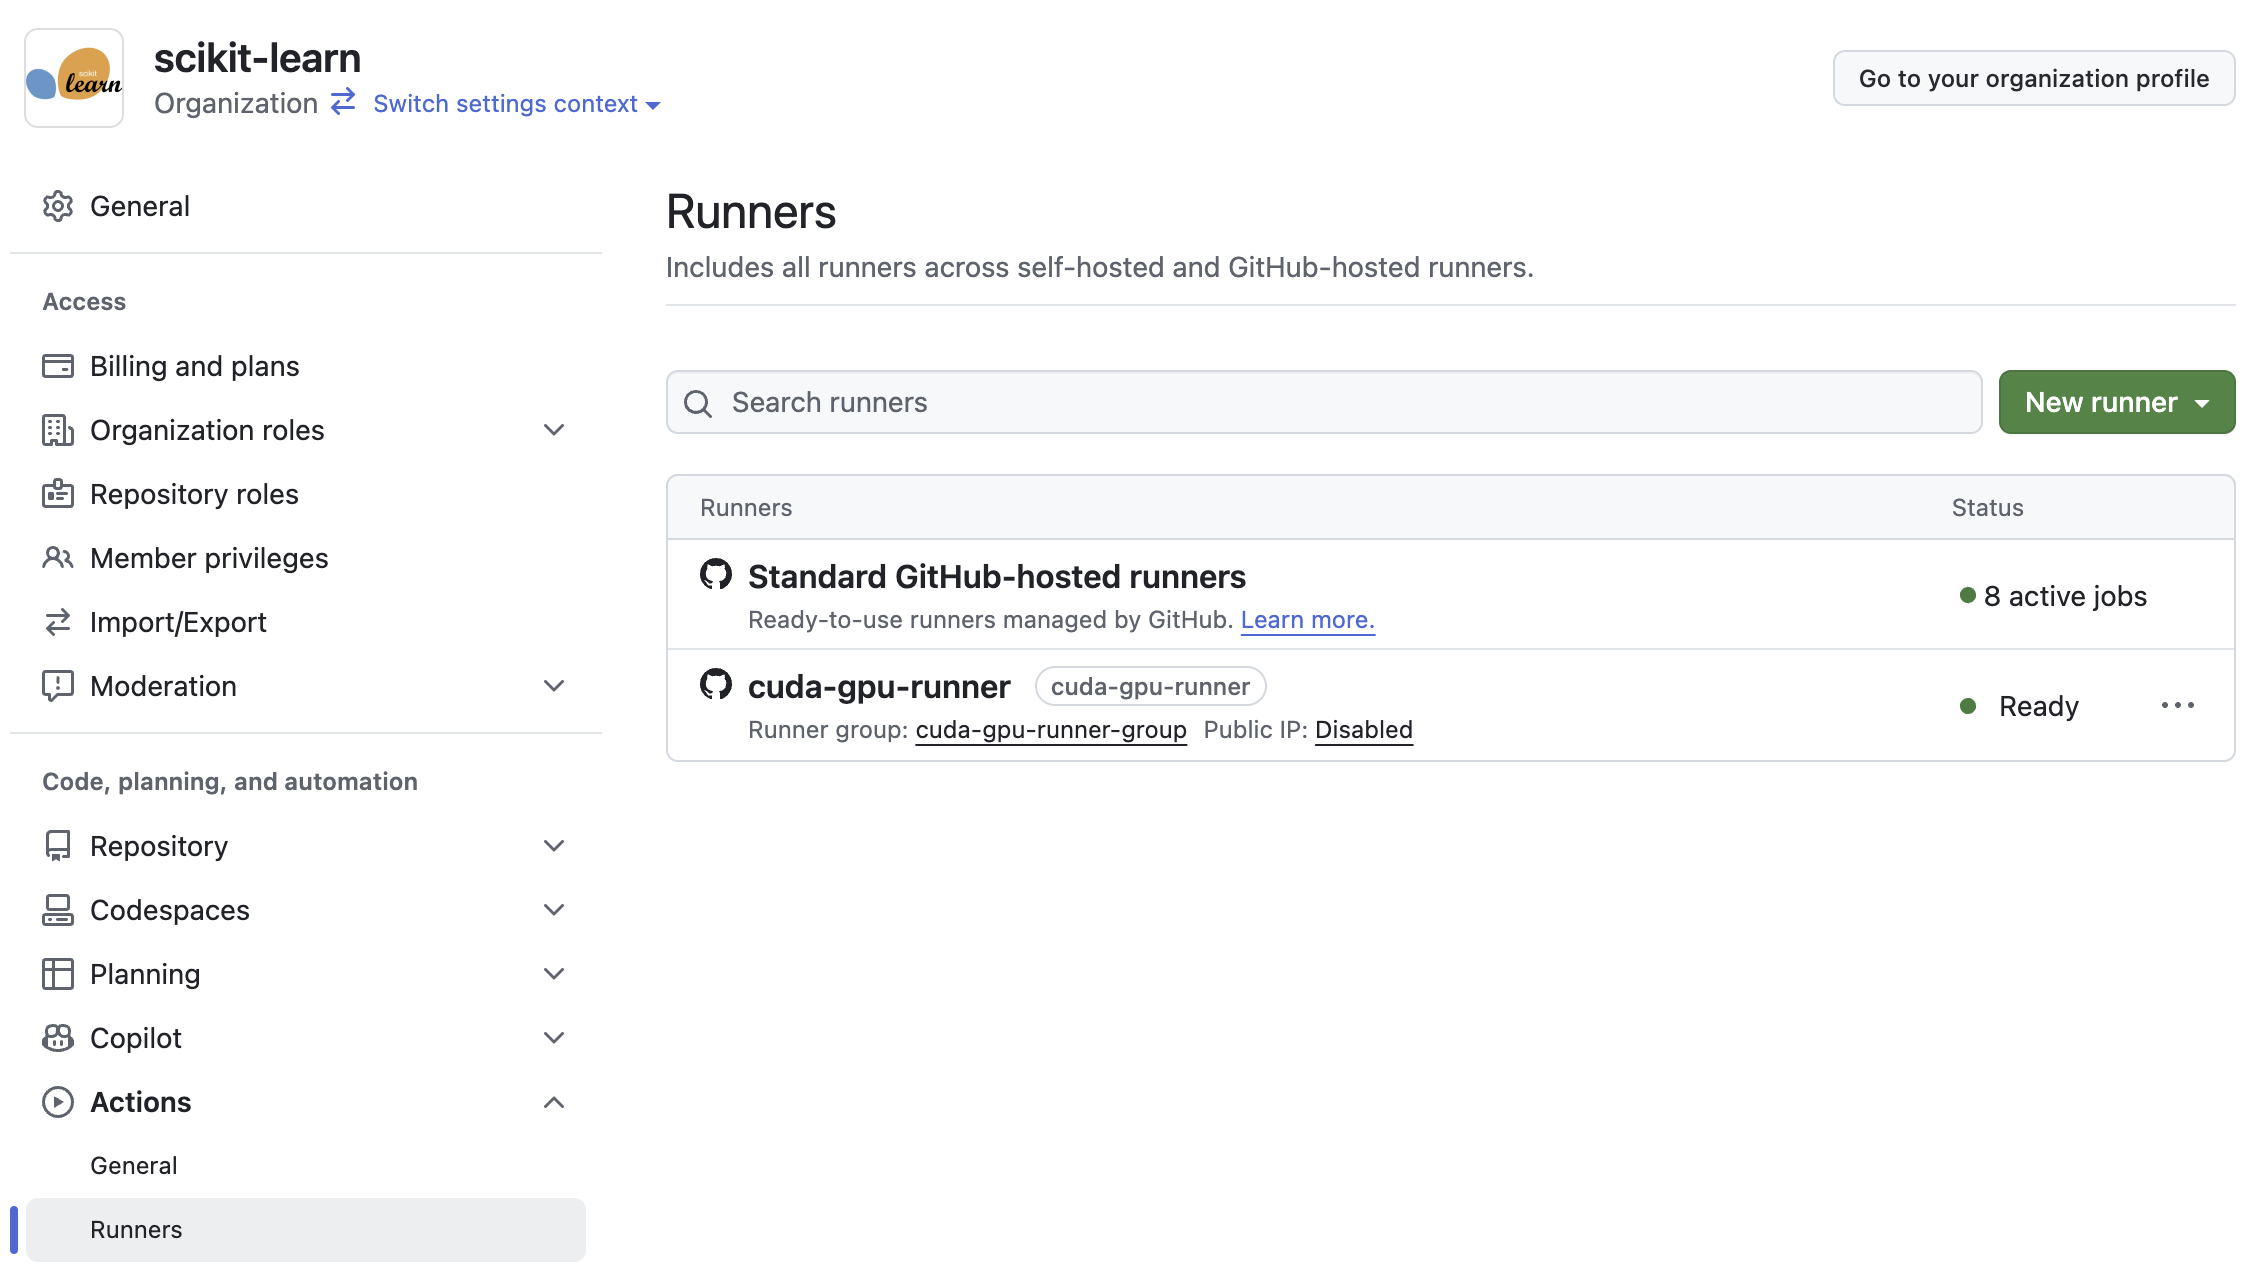 scikit
learn
scikit-learn
Organization Switch settings context
Go to your organization profile
General
Access
Billing and plans
Organization roles
Repository roles
Member privileges
Import/Export
Moderation
Code, planning, and automation
Repository
Codespaces
Planning
Copilot
Actions
General
Runners
Runners
Includes all runners across self-hosted and GitHub-hosted runners.
Search runners
New runner
Runners Status
Standard GitHub-hosted runners
Ready-to-use runners managed by GitHub. Learn more.
8 active jobs
cuda-gpu-runner cuda-gpu-runner
Runner group: cuda-gpu-runner-group Public IP: Disabled
Ready